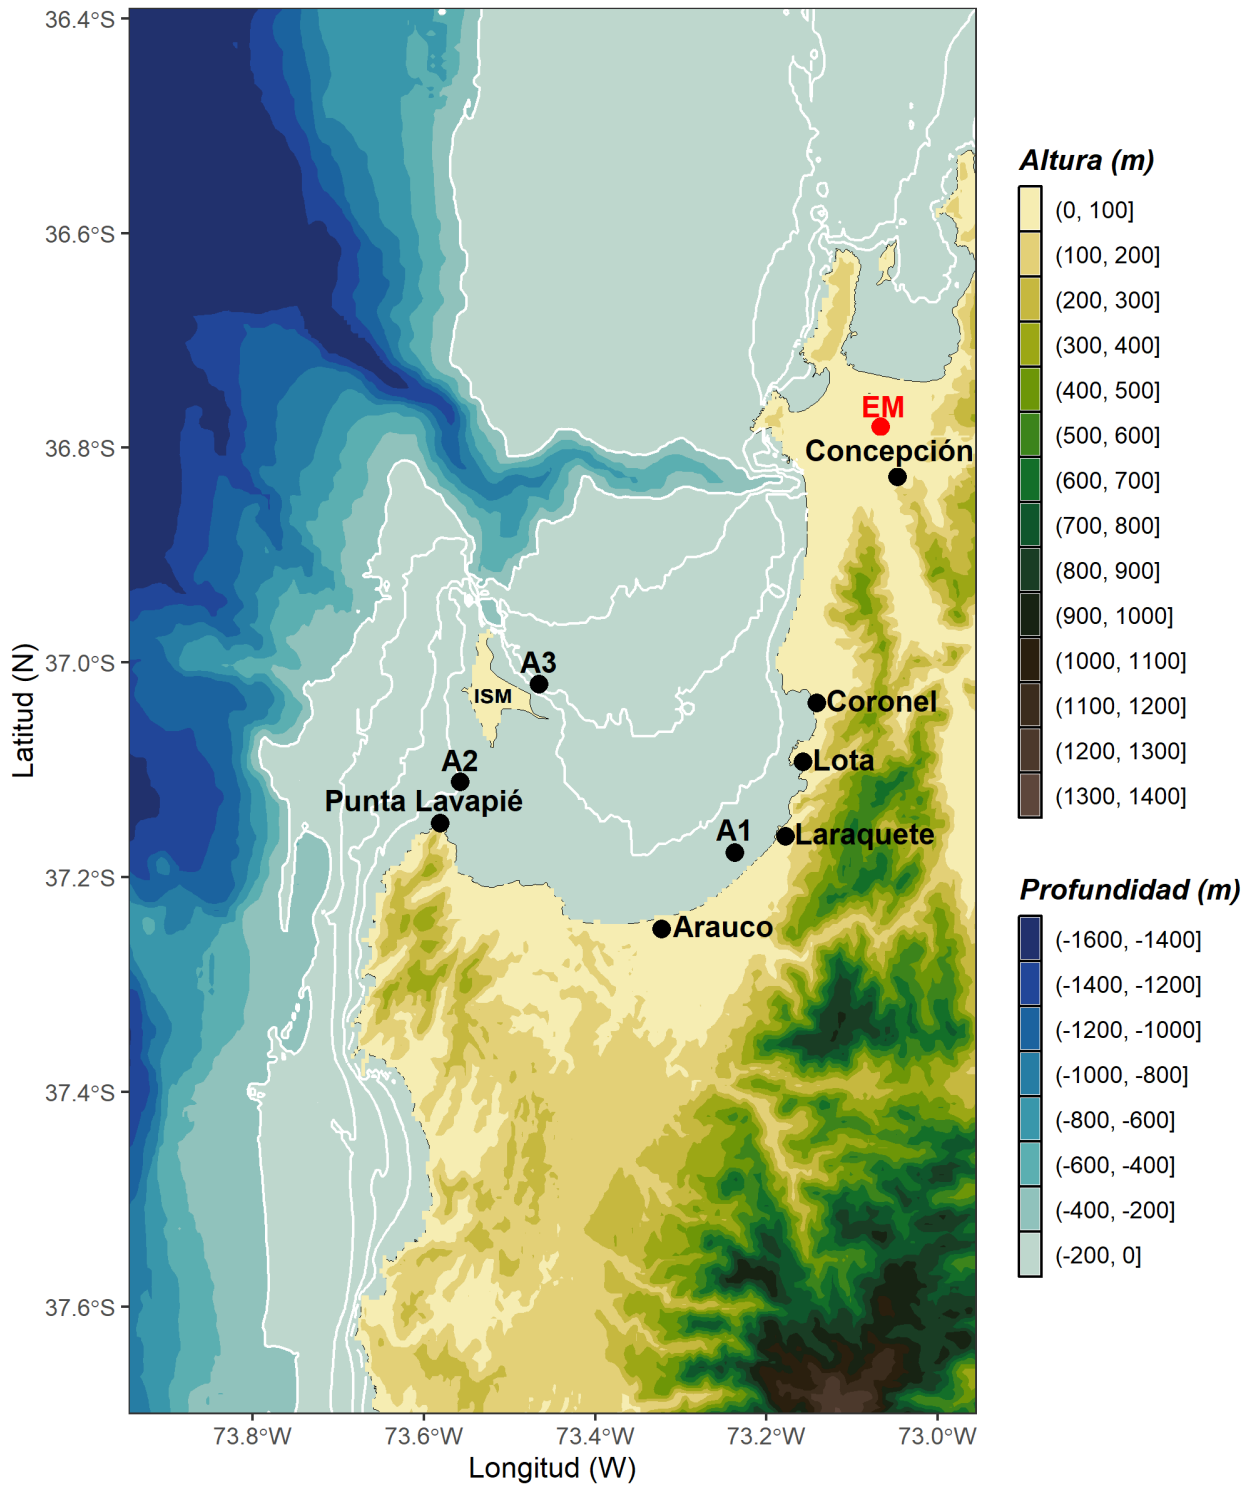 36.4°S
36.6°S
36.8°S
37.0°S
37.2°S
37.4°S
37.6°S
Latitud (N)
73.8°W
73.6°W
73.4°W
73.2°W
73.0°W
Longitud (W)
EM
Concepción
A3
ISM
Coronel
A2
Lota
Punta Lavapié
A1
Laraquete
Arauco
Altura (m)
(0, 100]
(100, 200]
(200, 300]
(300, 400]
(400, 500]
(500, 600]
(600, 700]
(700, 800]
(800, 900]
(900, 1000]
(1000, 1100]
(1100, 1200]
(1200, 1300]
(1300, 1400]
Profundidad (m)
(-1600, -1400]
(-1400, -1200]
(-1200, -1000]
(-1000, -800]
(-800, -600]
(-600, -400]
(-400, -200]
(-200, 0]